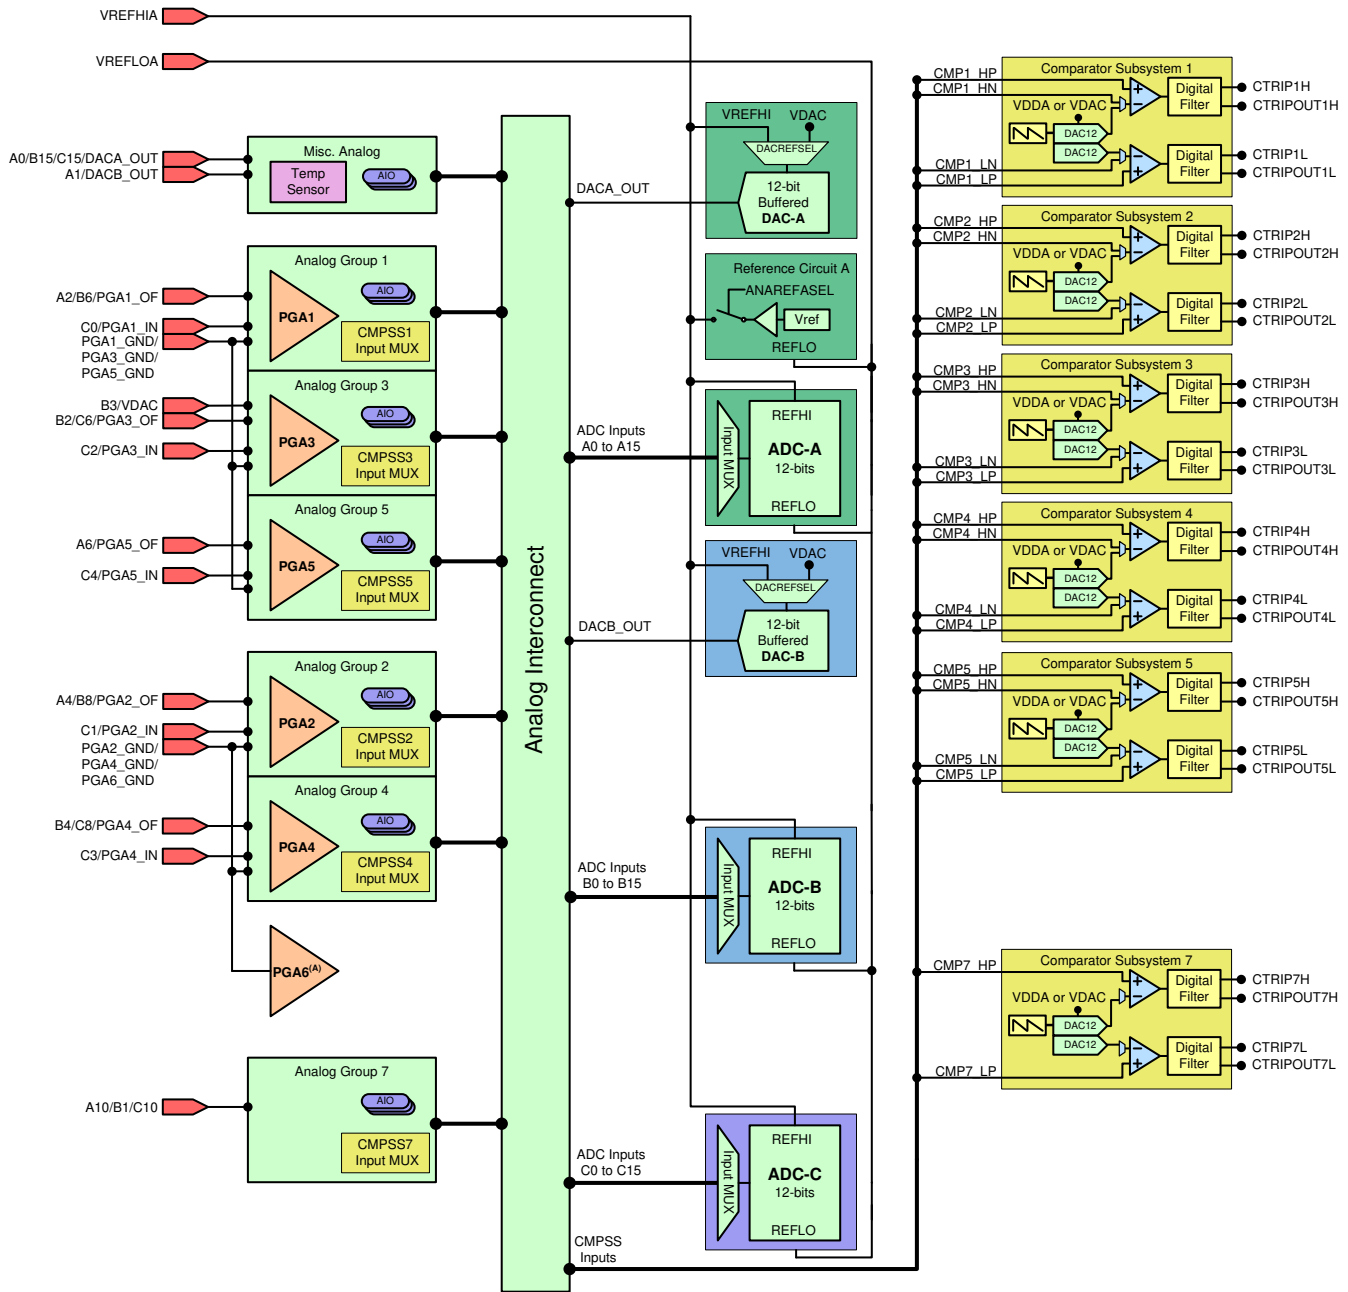 VREFHIA
VREFLOA
A0/B15/C15/DACA_OUT
A1/DACB_OUT
Misc. Analog
Temp
Sensor
AIO
A2/B6/PGA1_OF
C0/PGA1_IN
PGA1_GND/
PGA3_GND/
PGA5_GND
Analog Group 1
PGA1
AIO
CMPSS1
Input MUX
B3/VDAC
B2/C6/PGA3_OF
C2/PGA3_IN
Analog Group 3
PGA3
AIO
CMPSS3
Input MUX
A6/PGA5_OF
C4/PGA5_IN
Analog Group 5
PGA5
AIO
CMPSS5
Input MUX
A4/B8/PGA2_OF
C1/PGA2_IN
PGA2_GND/
PGA4_GND/
PGA6_GND
Analog Group 2
PGA2
AIO
CMPSS2
Input MUX
B4/C8/PGA4_OF
C3/PGA4_IN
Analog Group 4
PGA4
AIO
CMPSS4
Input MUX
PGA6(A)
A10/B1/C10
Analog Group 7
AIO
CMPSS7
Input MUX
Analog Interconnect
DACA_OUT
VREFHI
VDAC
DACREFSEL
12-bit
Buffered
DAC-A
Reference Circuit A
ANAREFASEL
Vref
REFLO
ADC Inputs
A0 to A15
Input MUX
REFHI
ADC-A
12-bits
REFLO
DACB_OUT
VREFHI
VDAC
DACREFSEL
12-bit
Buffered
DAC-B
ADC Inputs
B0 to B15
Input MUX
REFHI
ADC-B
12-bits
REFLO
ADC Inputs
C0 to C15
Input MUX
REFHI
ADC-C
12-bits
REFLO
CMPSS
Inputs
CMP1_HP
CMP1_HN
CMP1_LN
CMP1_LP
Comparator Subsystem 1
VDDA or VDAC
DAC12
DAC12
Digital
Filter
Digital
Filter
CTRIP1H
CTRIPOUT1H
CTRIP1L
CTRIPOUT1L
CMP2_HP
CMP2_HN
CMP2_LN
CMP2_LP
Comparator Subsystem 2
VDDA or VDAC
DAC12
DAC12
Digital
Filter
Digital
Filter
CTRIP2H
CTRIPOUT2H
CTRIP2L
CTRIPOUT2L
CMP3_HP
CMP3_HN
CMP3_LN
CMP3_LP
Comparator Subsystem 3
VDDA or VDAC
DAC12
DAC12
Digital
Filter
Digital
Filter
CTRIP3H
CTRIPOUT3H
CTRIP3L
CTRIPOUT3L
CMP4_HP
CMP4_HN
CMP4_LN
CMP4_LP
Comparator Subsystem 4
VDDA or VDAC
DAC12
DAC12
Digital
Filter
Digital
Filter
CTRIP4H
CTRIPOUT4H
CTRIP4L
CTRIPOUT4L
CMP5_HP
CMP5_HN
CMP5_LN
CMP5_LP
Comparator Subsystem 5
VDDA or VDAC
DAC12
DAC12
Digital
Filter
Digital
Filter
CTRIP5H
CTRIPOUT5H
CTRIP5L
CTRIPOUT5L
CMP7_HP
CMP7_LP
Comparator Subsystem 7
VDDA or VDAC
DAC12
DAC12
Digital
Filter
Digital
Filter
CTRIP7H
CTRIPOUT7H
CTRIP7L
CTRIPOUT7L